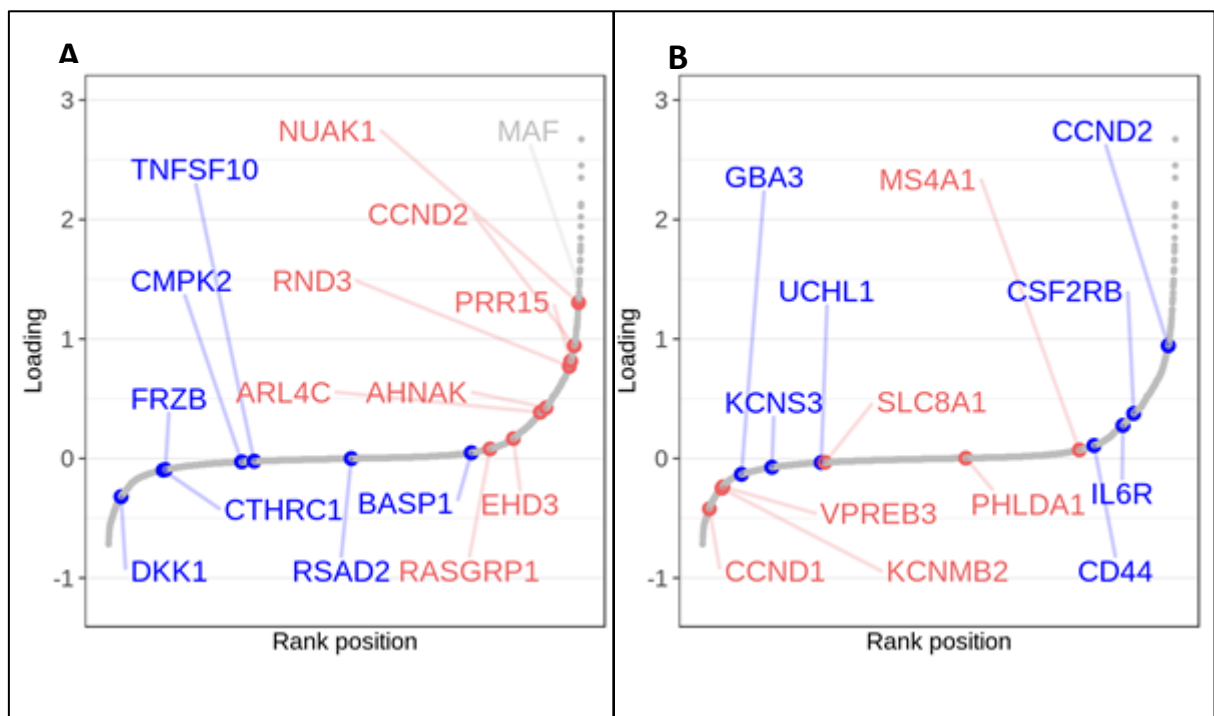 A
3
2
1
0
-1
Loading
NUAK1
MAF
TNFSF10
CCND2
CMPK2
RND3
PRR15
FRZB
ARL4C
AHNAK
CTHRC1
BASP1
EHD3
DKK1
RSAD2
RASGRP1
Rank position
B
3
2
1
0
-1
Loading
CCND2
GBA3
MS4A1
UCHL1
CSF2RB
KCNS3
SLC8A1
VPREB3
PHLDA1
IL6R
CCND1
KCNMB2
CD44
Rank position